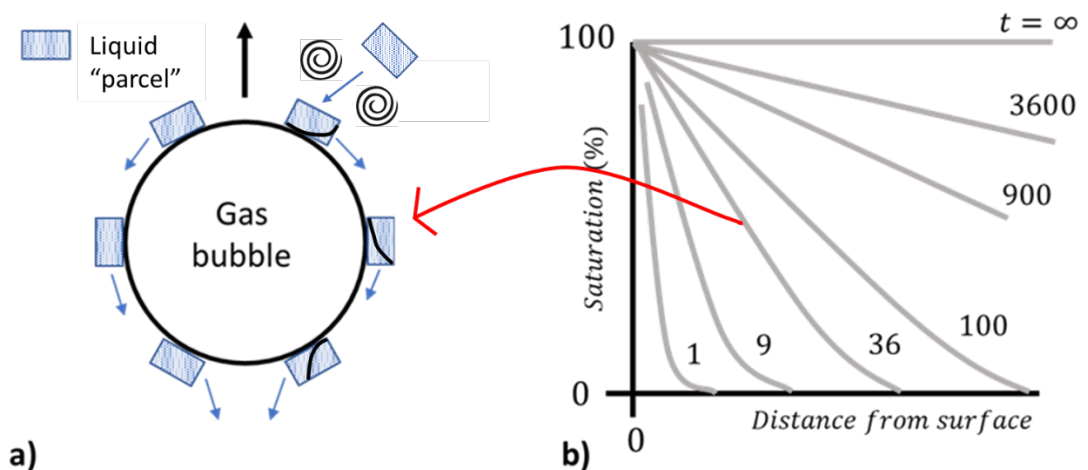 Liquid
“parcel”
Gas
bubble
a)
100
Saturation (%)
0
0
1
9
36
100
900
3600
t = ∞
Distance from surface
b)